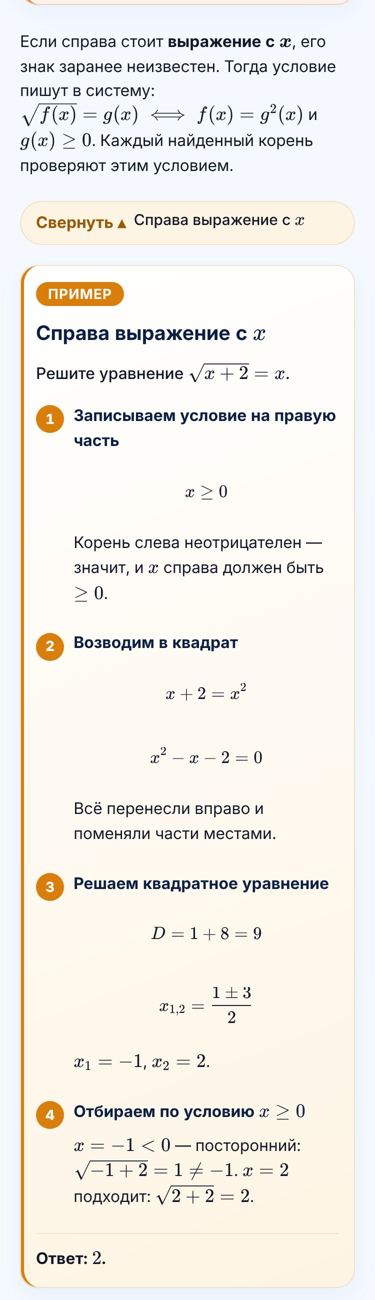 Если справа стоит выражение с x, его
знак заранее неизвестен. Тогда условие
пишут в систему:
√f(x) = g(x) ⟺ f(x) = g²(x) и
g(x) ≥ 0. Каждый найденный корень
проверяют этим условием.
Свернуть ▲ Справа выражение с x
ПРИМЕР
Справа выражение с x
Решите уравнение √(x + 2) = x.
1 Записываем условие на правую
часть
x ≥ 0
Корень слева неотрицателен —
значит, и x справа должен быть
≥ 0.
2 Возводим в квадрат
x + 2 = x²
x² − x − 2 = 0
Всё перенесли вправо и
поменяли части местами.
3 Решаем квадратное уравнение
D = 1 + 8 = 9
x₁,₂ = (1 ± 3)/2
x₁ = −1, x₂ = 2.
4 Отбираем по условию x ≥ 0
x = −1 < 0 — посторонний:
√(−1 + 2) = 1 ≠ −1. x = 2
подходит: √(2 + 2) = 2.
Ответ: 2.